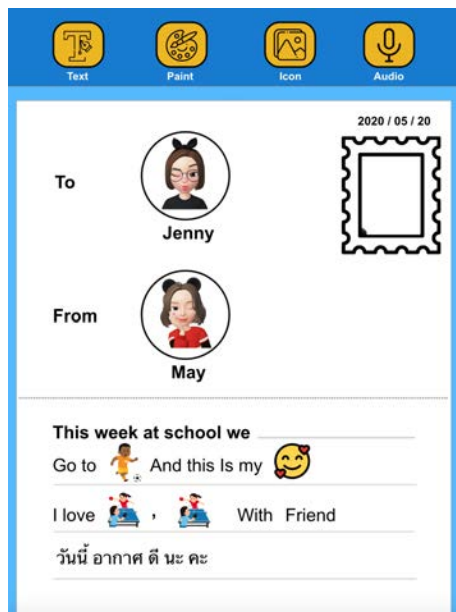 Text Paint Icon Audio
2020 / 05 / 20
To
Jenny
From
May
This week at school we
Go to And this Is my
I love , With Friend
วันนี้ อากาศ ดี นะ คะ